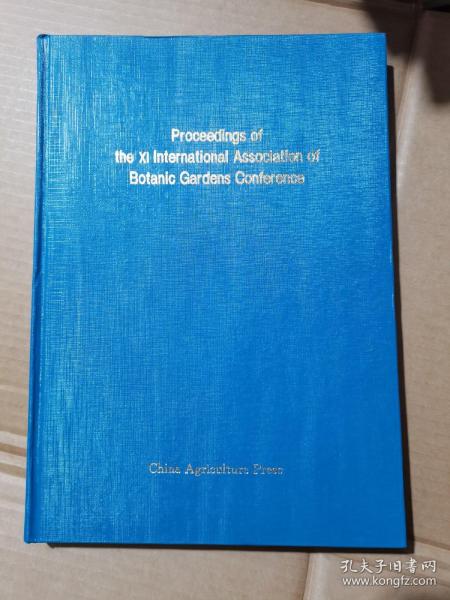 Proceedings of
the XI International Association of
Botanic Gardens Conference
China Agriculture Press
孔夫子旧书网
www.kongfz.com